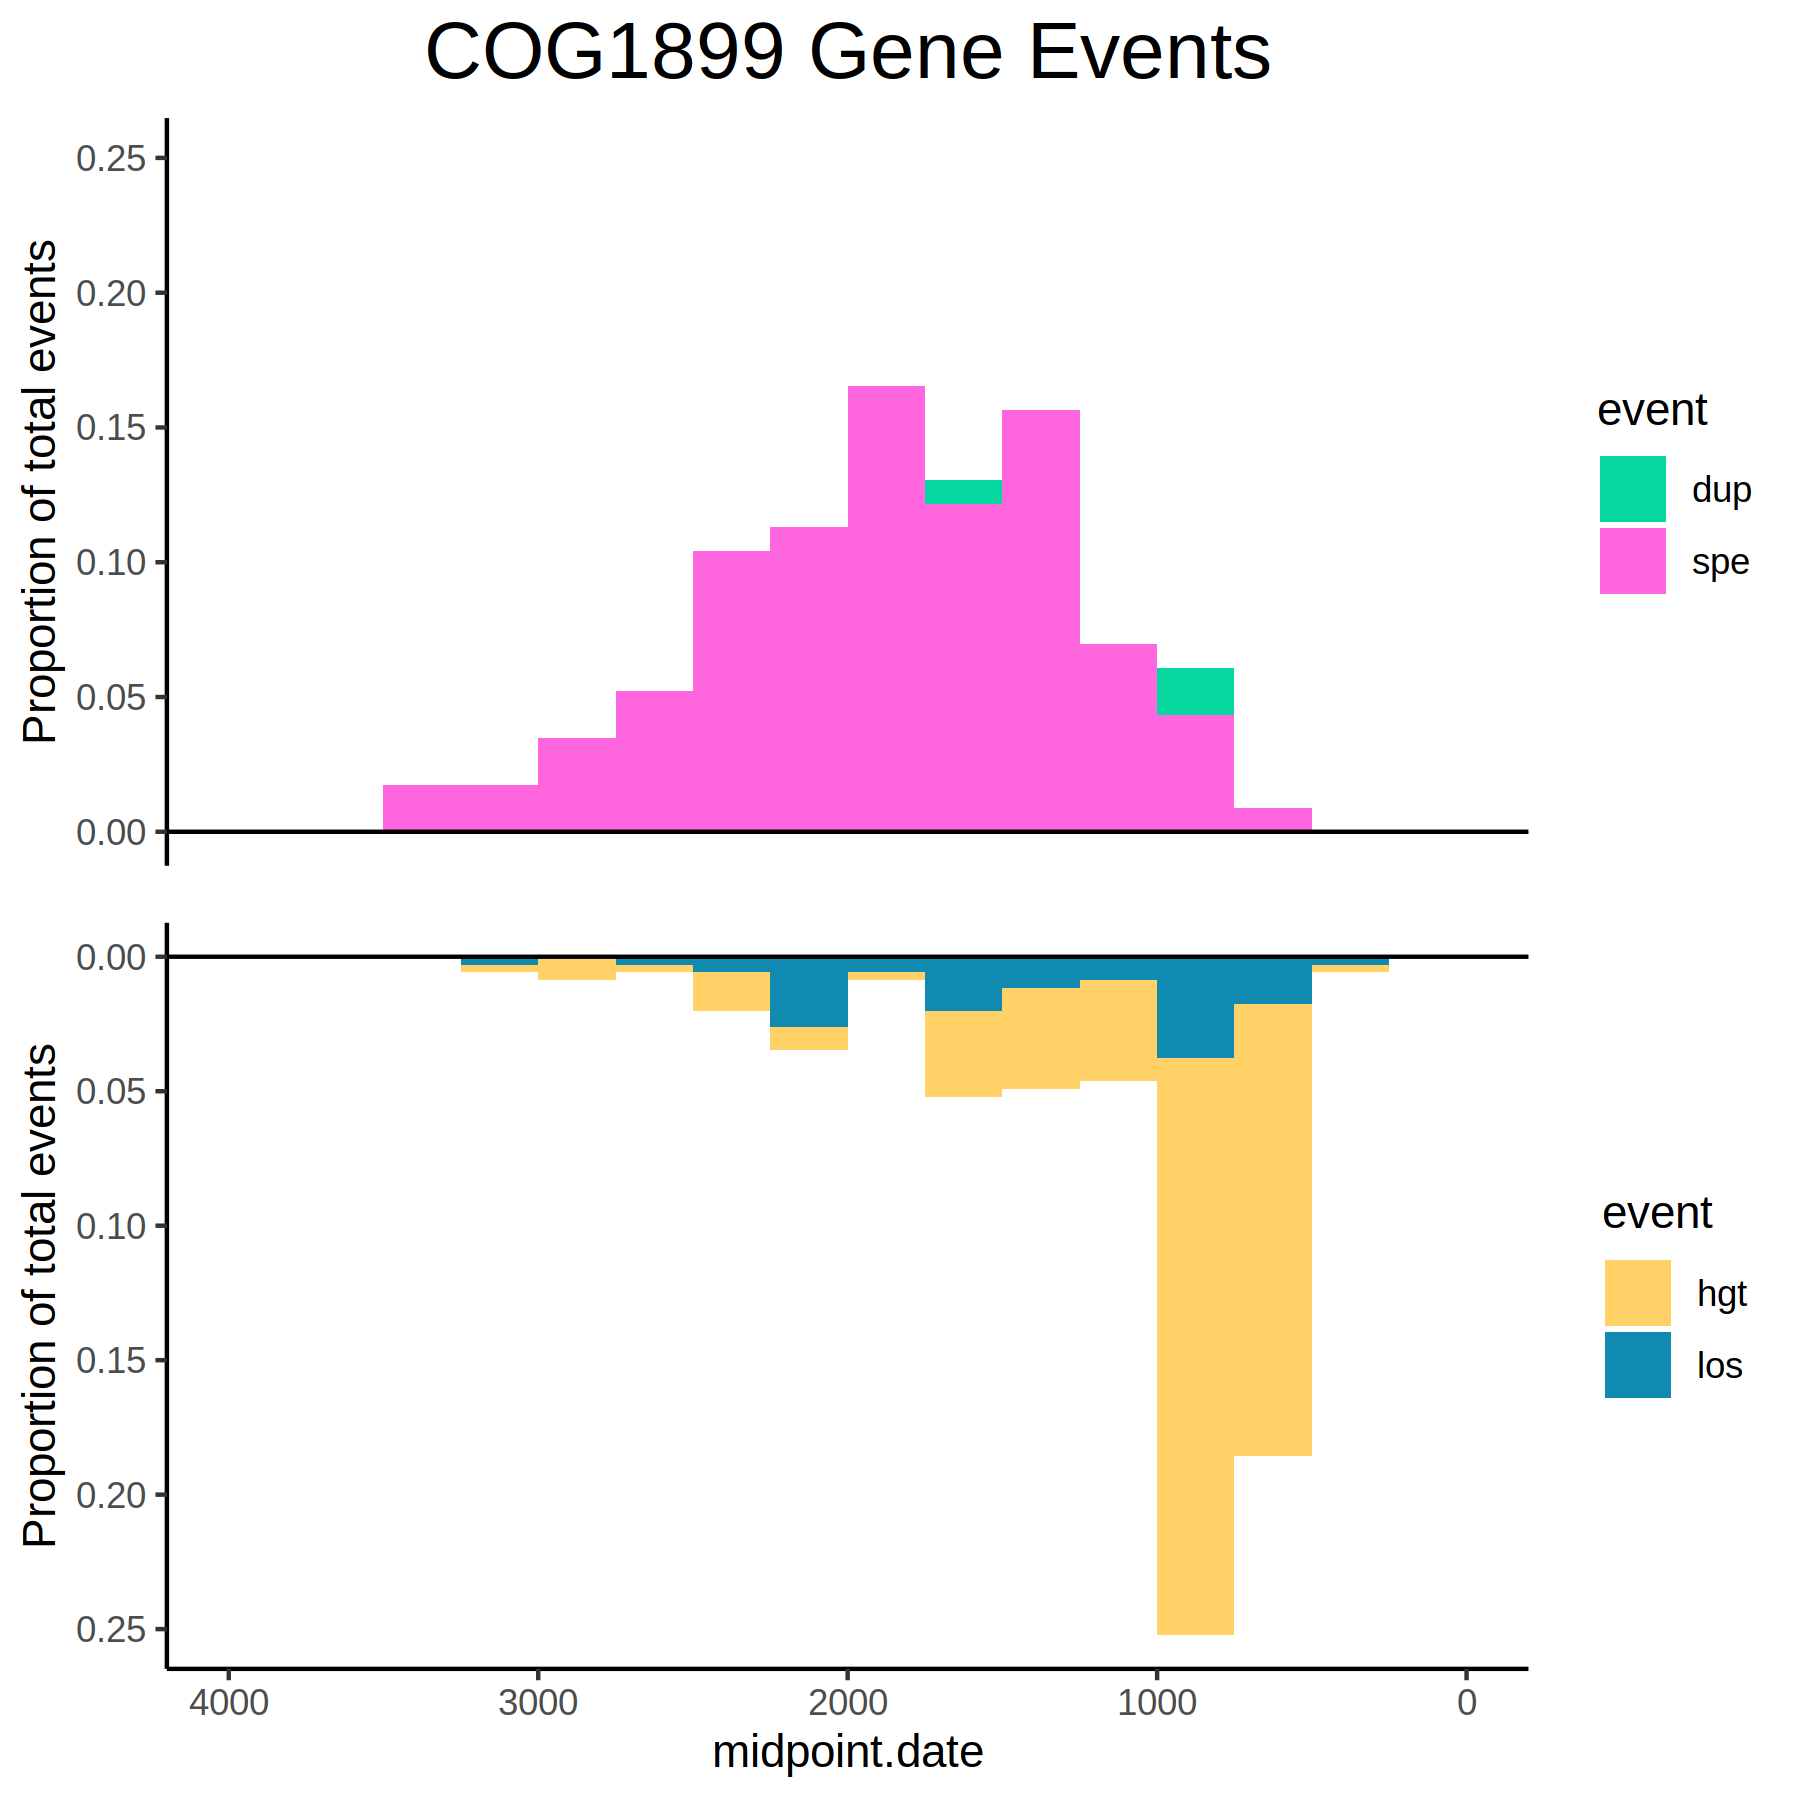 COG1899 Gene Events
Proportion of total events
0.25
0.20
0.15
0.10
0.05
0.00
event
dup
spe
Proportion of total events
0.00
0.05
0.10
0.15
0.20
0.25
event
hgt
los
4000 3000 2000 1000 0
midpoint.date